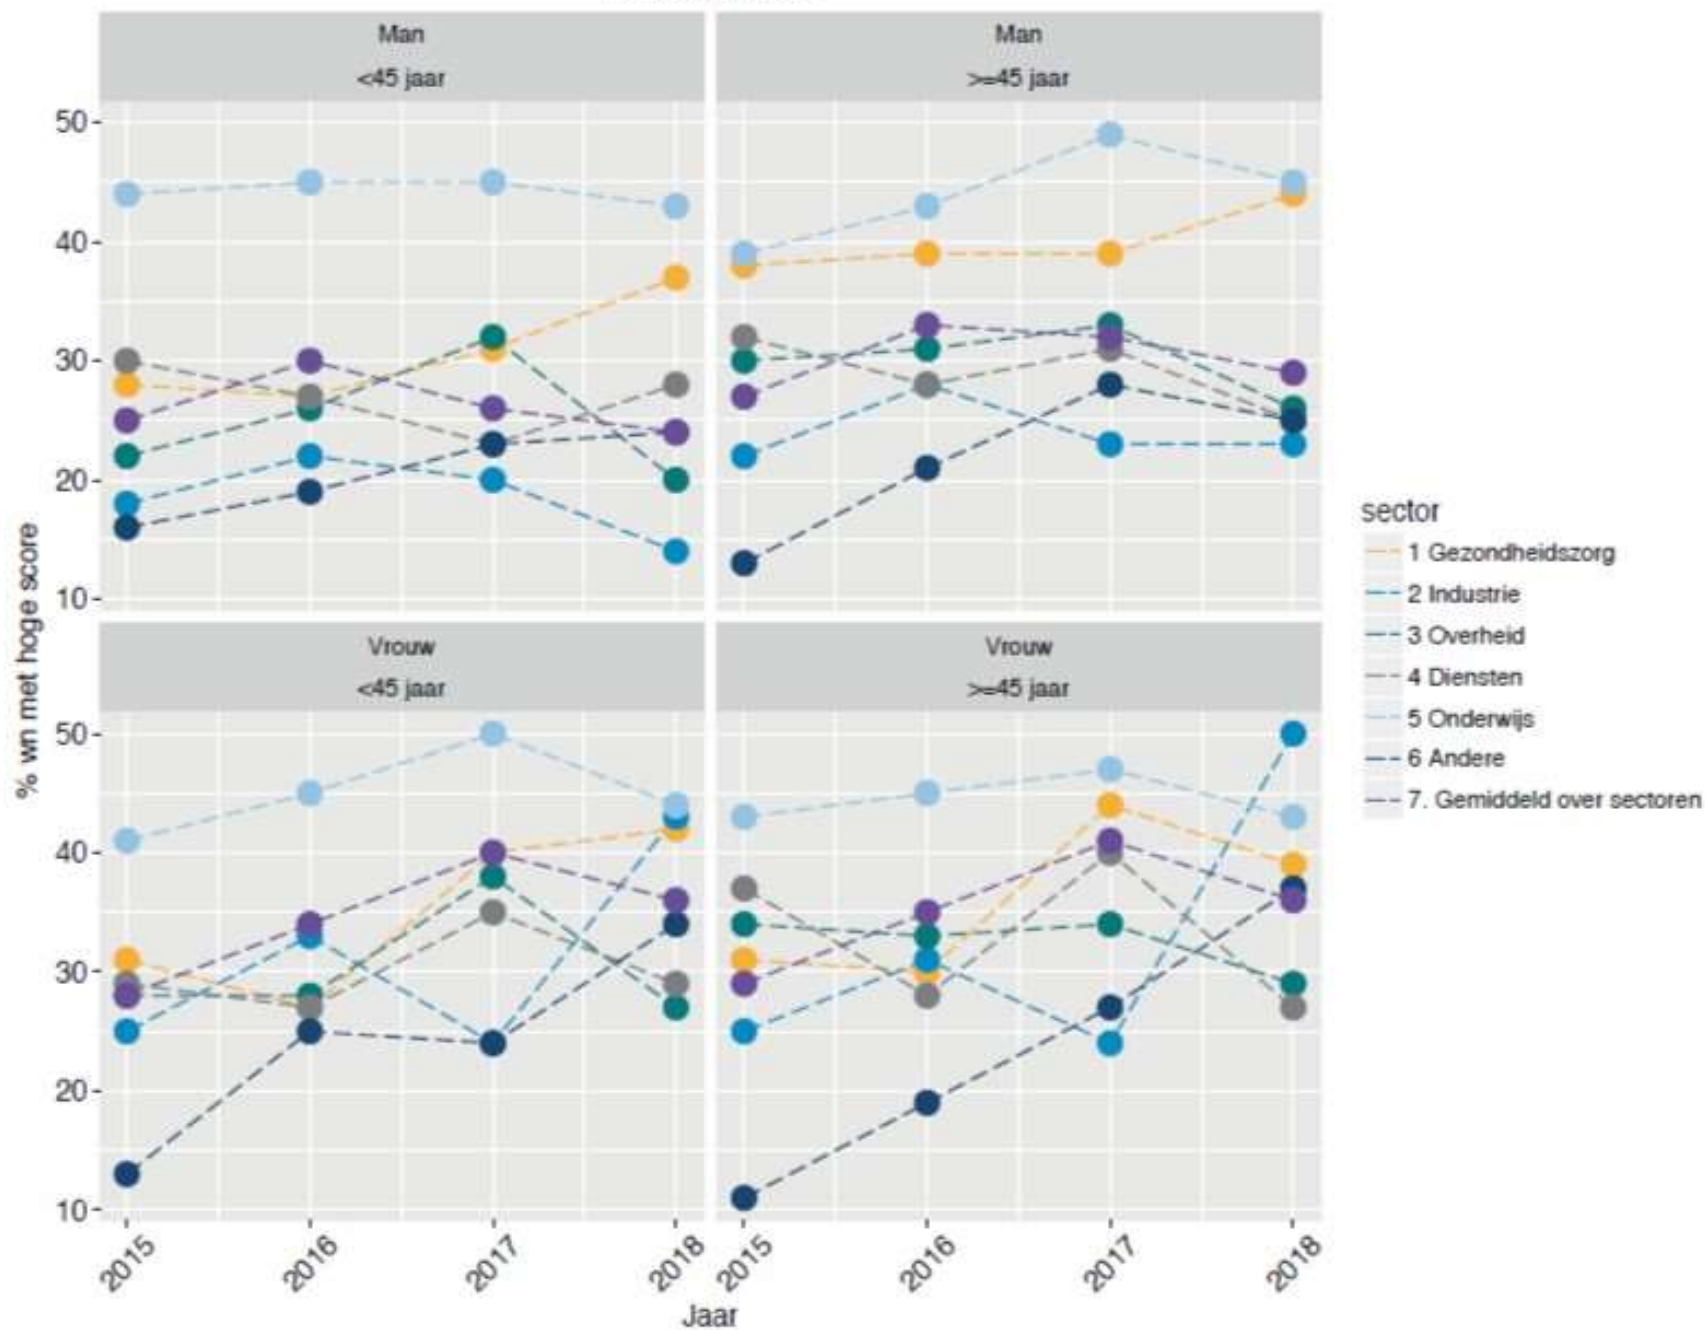 Man
<45 jaar
Man
>=45 jaar
50
40
30
20
10
Vrouw
<45 jaar
Vrouw
>=45 jaar
50
40
30
20
10
% wn met hoge score
2015
2016
2017
2018
2015
2016
2017
2018
Jaar
sector
1 Gezondheidszorg
2 Industrie
3 Overheid
4 Diensten
5 Onderwijs
6 Andere
7. Gemiddeld over sectoren